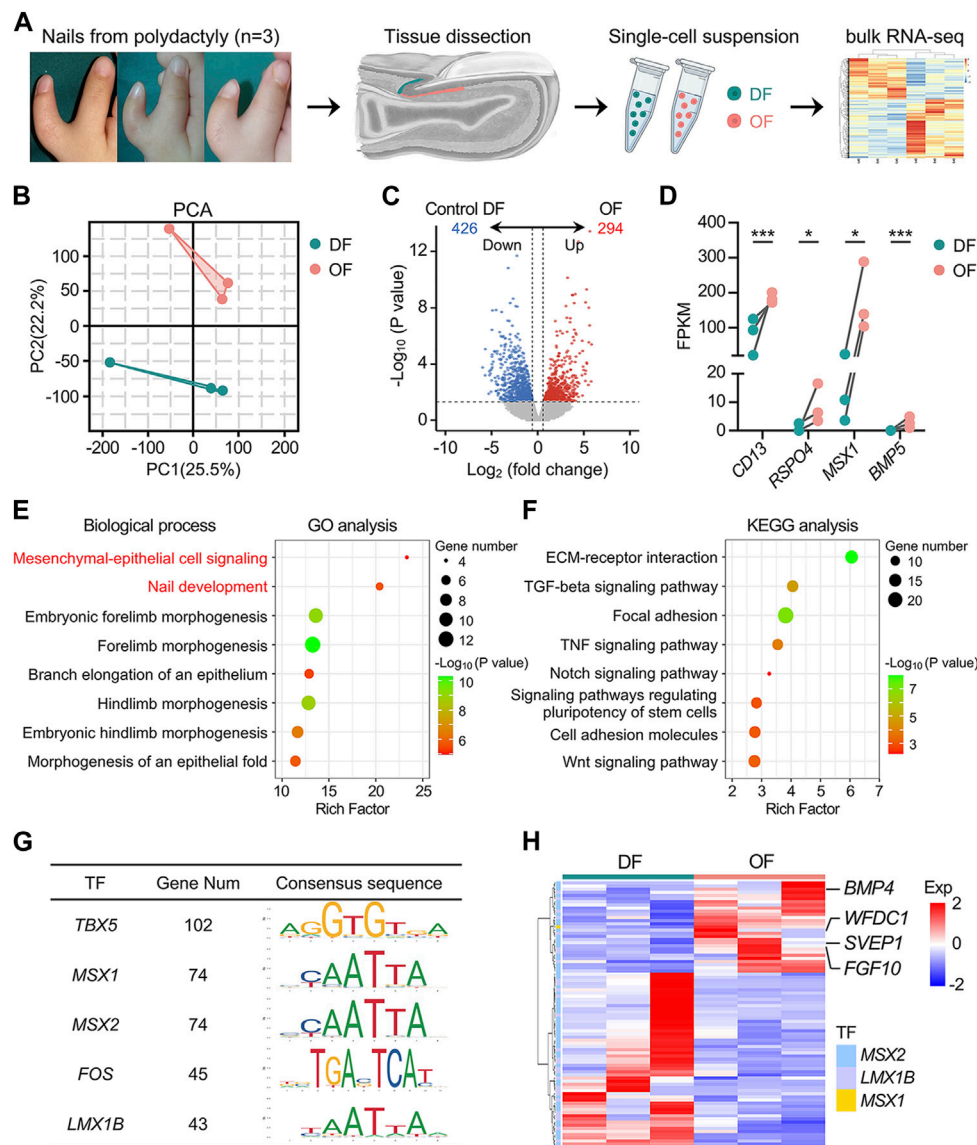 A
Nails from polydactyly (n=3)
Tissue dissection
Single-cell suspension
bulk RNA-seq
DF
OF
B
PCA
DF
OF
PC2(22.2%)
100
50
0
-50
-100
-200
-100
0
100
200
PC1(25.5%)
C
Control DF
OF
426
294
Down
Up
-Log10 (P value)
14
12
8
4
0
-10
-5
0
5
10
Log2 (fold change)
D
DF
OF
*** * * ***
FPKM
400
300
200
100
20
10
0
CD13
RSPO4
MSX1
BMP5
E
Biological process
GO analysis
Mesenchymal-epithelial cell signaling
Nail development
Embryonic forelimb morphogenesis
Forelimb morphogenesis
Branch elongation of an epithelium
Hindlimb morphogenesis
Embryonic hindlimb morphogenesis
Morphogenesis of an epithelial fold
10
15
20
25
Rich Factor
Gene number
4
6
8
10
12
-Log10 (P value)
10
8
6
F
KEGG analysis
ECM-receptor interaction
TGF-beta signaling pathway
Focal adhesion
TNF signaling pathway
Notch signaling pathway
Signaling pathways regulating
pluripotency of stem cells
Cell adhesion molecules
Wnt signaling pathway
2
3
4
5
6
7
Rich Factor
Gene number
10
15
20
-Log10 (P value)
7
5
3
G
TF Gene Num Consensus sequence
TBX5 102
MSX1 74
MSX2 74
FOS 45
LMX1B 43
H
DF
OF
BMP4
WFDC1
SVEP1
FGF10
Exp
2
1
0
-2
TF
MSX2
LMX1B
MSX1